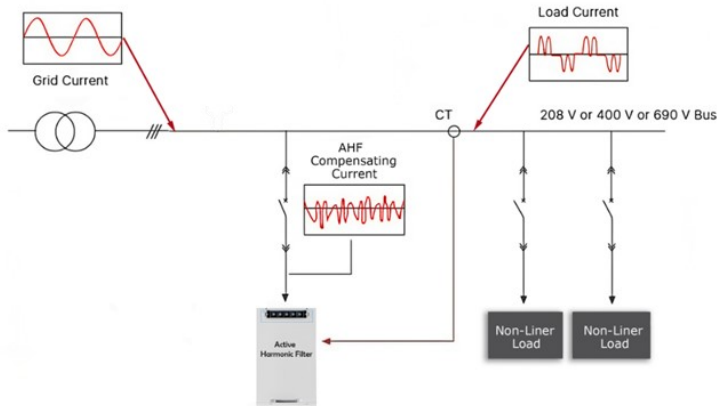 Load Current
Grid Current
CT
208 V or 400 V or 690 V Bus
AHF
Compensating
Current
Active
Harmonic Filter
Non-Liner
Load
Non-Liner
Load